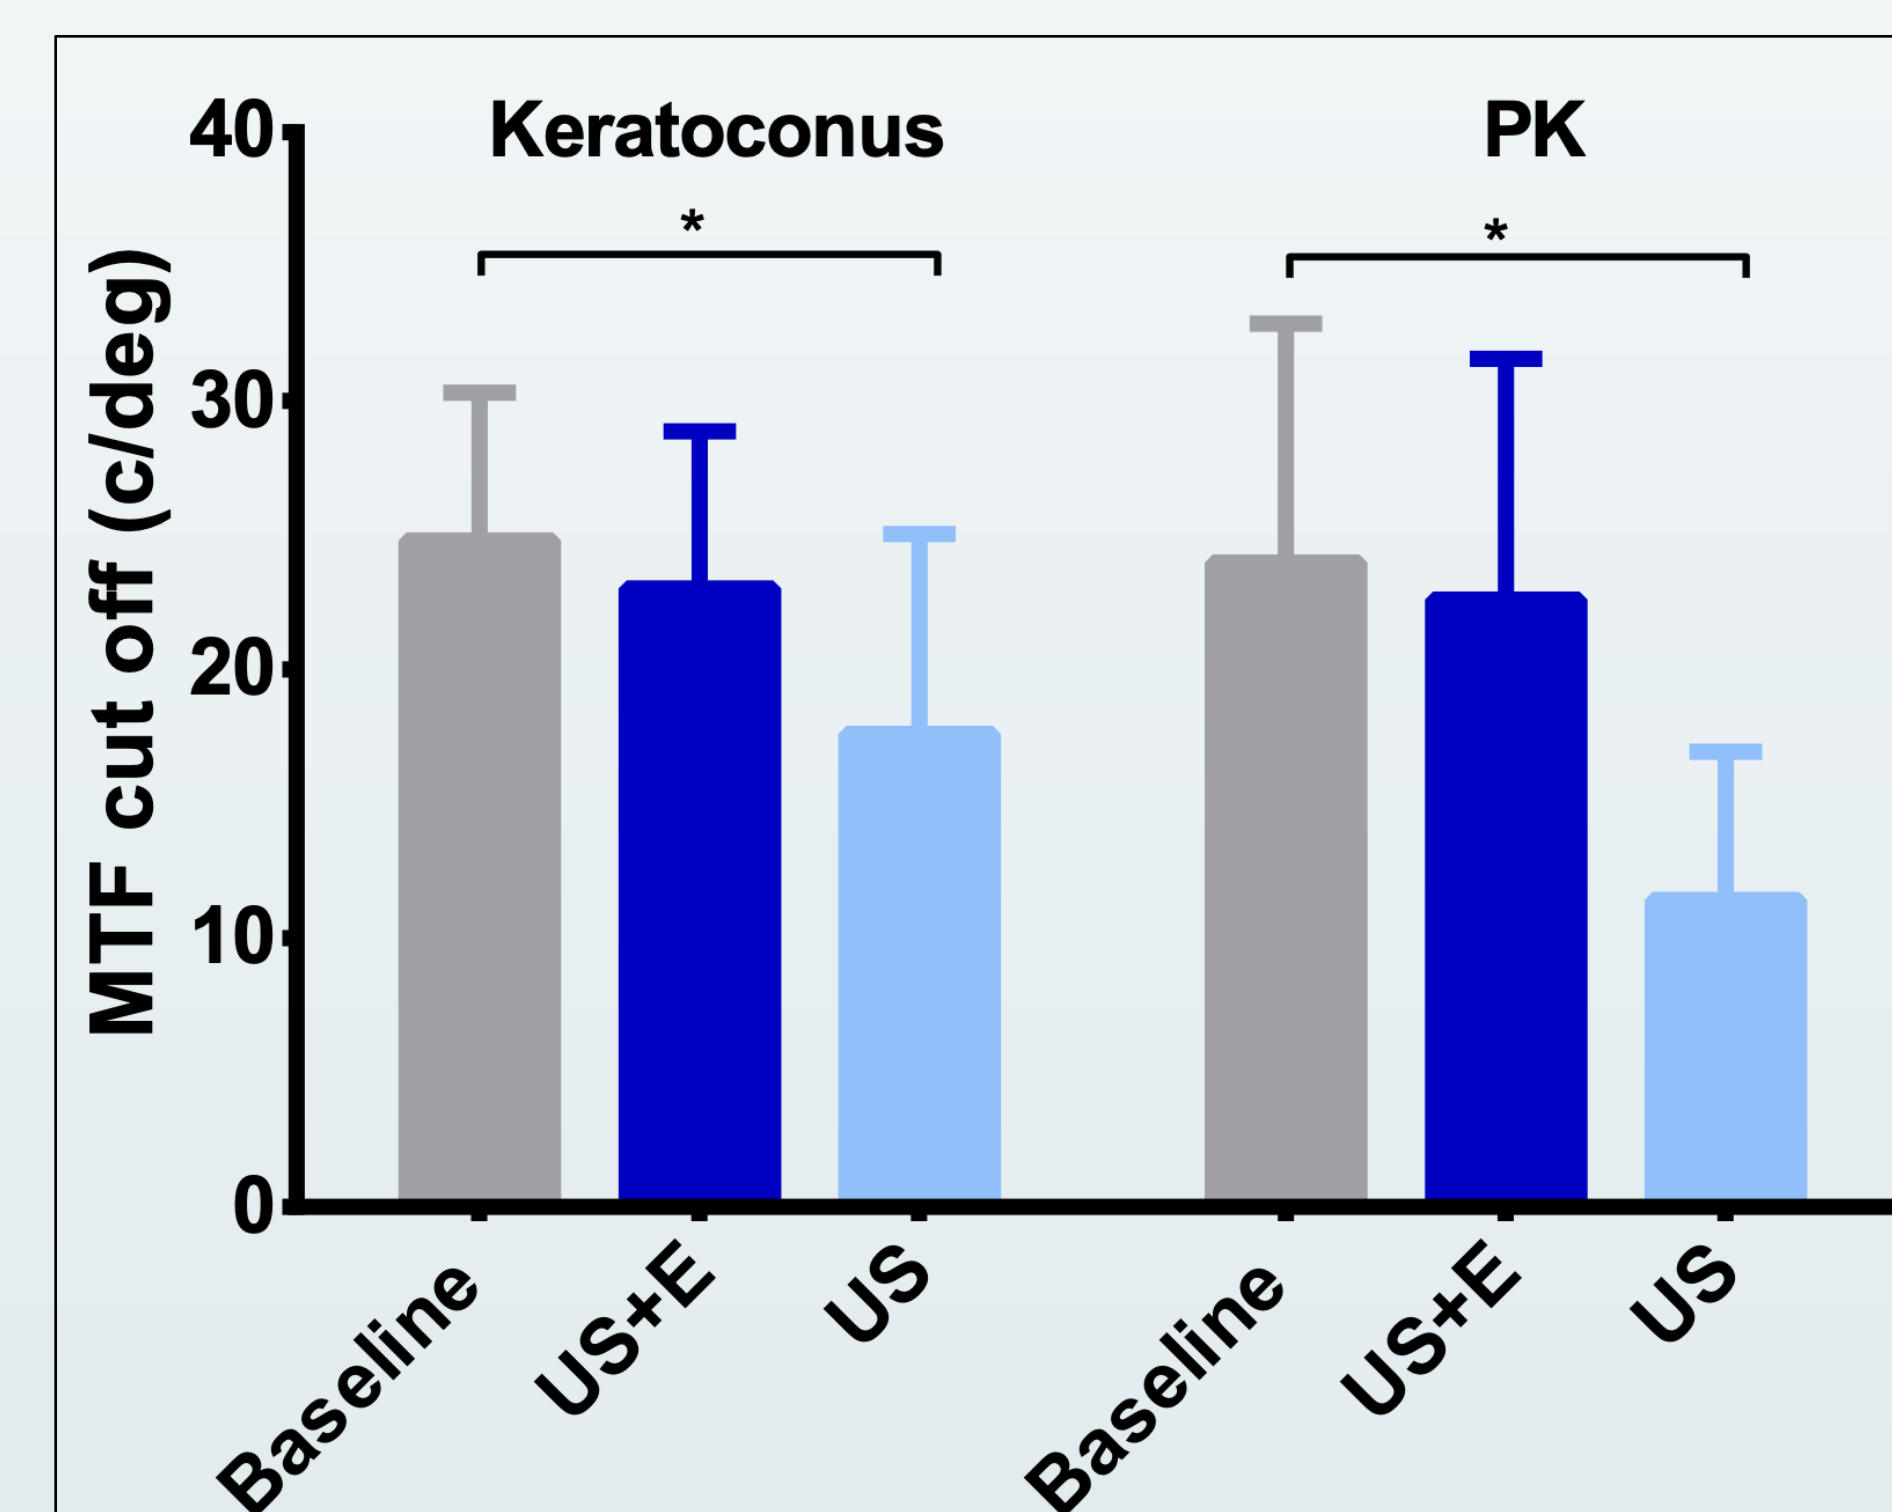 Keratoconus
PK
*
*
MTF cut off (c/deg)
40
30
20
10
0
Baseline
US+E
US
Baseline
US+E
US